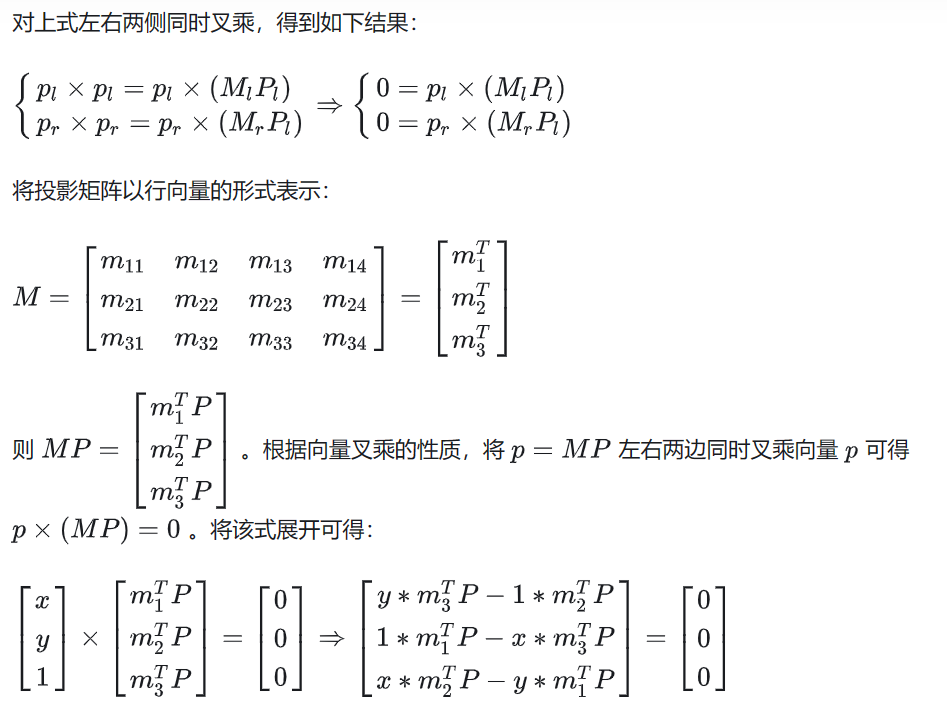 对上式左右两侧同时叉乘，得到如下结果：
$\begin{cases} p_l \times p_l = p_l \times (M_l P_l) \\ p_r \times p_r = p_r \times (M_r P_l) \end{cases} \Rightarrow \begin{cases} 0 = p_l \times (M_l P_l) \\ 0 = p_r \times (M_r P_l) \end{cases}$
将投影矩阵以行向量的形式表示：
$M = \begin{bmatrix} m_{11} & m_{12} & m_{13} & m_{14} \\ m_{21} & m_{22} & m_{23} & m_{24} \\ m_{31} & m_{32} & m_{33} & m_{34} \end{bmatrix} = \begin{bmatrix} m_1^T \\ m_2^T \\ m_3^T \end{bmatrix}$
则 $MP = \begin{bmatrix} m_1^T P \\ m_2^T P \\ m_3^T P \end{bmatrix}$ 。根据向量叉乘的性质，将 $p = MP$ 左右两边同时叉乘向量 $p$ 可得
$p \times (MP) = 0$ 。将该式展开可得：
$\begin{bmatrix} x \\ y \\ 1 \end{bmatrix} \times \begin{bmatrix} m_1^T P \\ m_2^T P \\ m_3^T P \end{bmatrix} = \begin{bmatrix} 0 \\ 0 \\ 0 \end{bmatrix} \Rightarrow \begin{bmatrix} y * m_3^T P - 1 * m_2^T P \\ 1 * m_1^T P - x * m_3^T P \\ x * m_2^T P - y * m_1^T P \end{bmatrix} = \begin{bmatrix} 0 \\ 0 \\ 0 \end{bmatrix}$